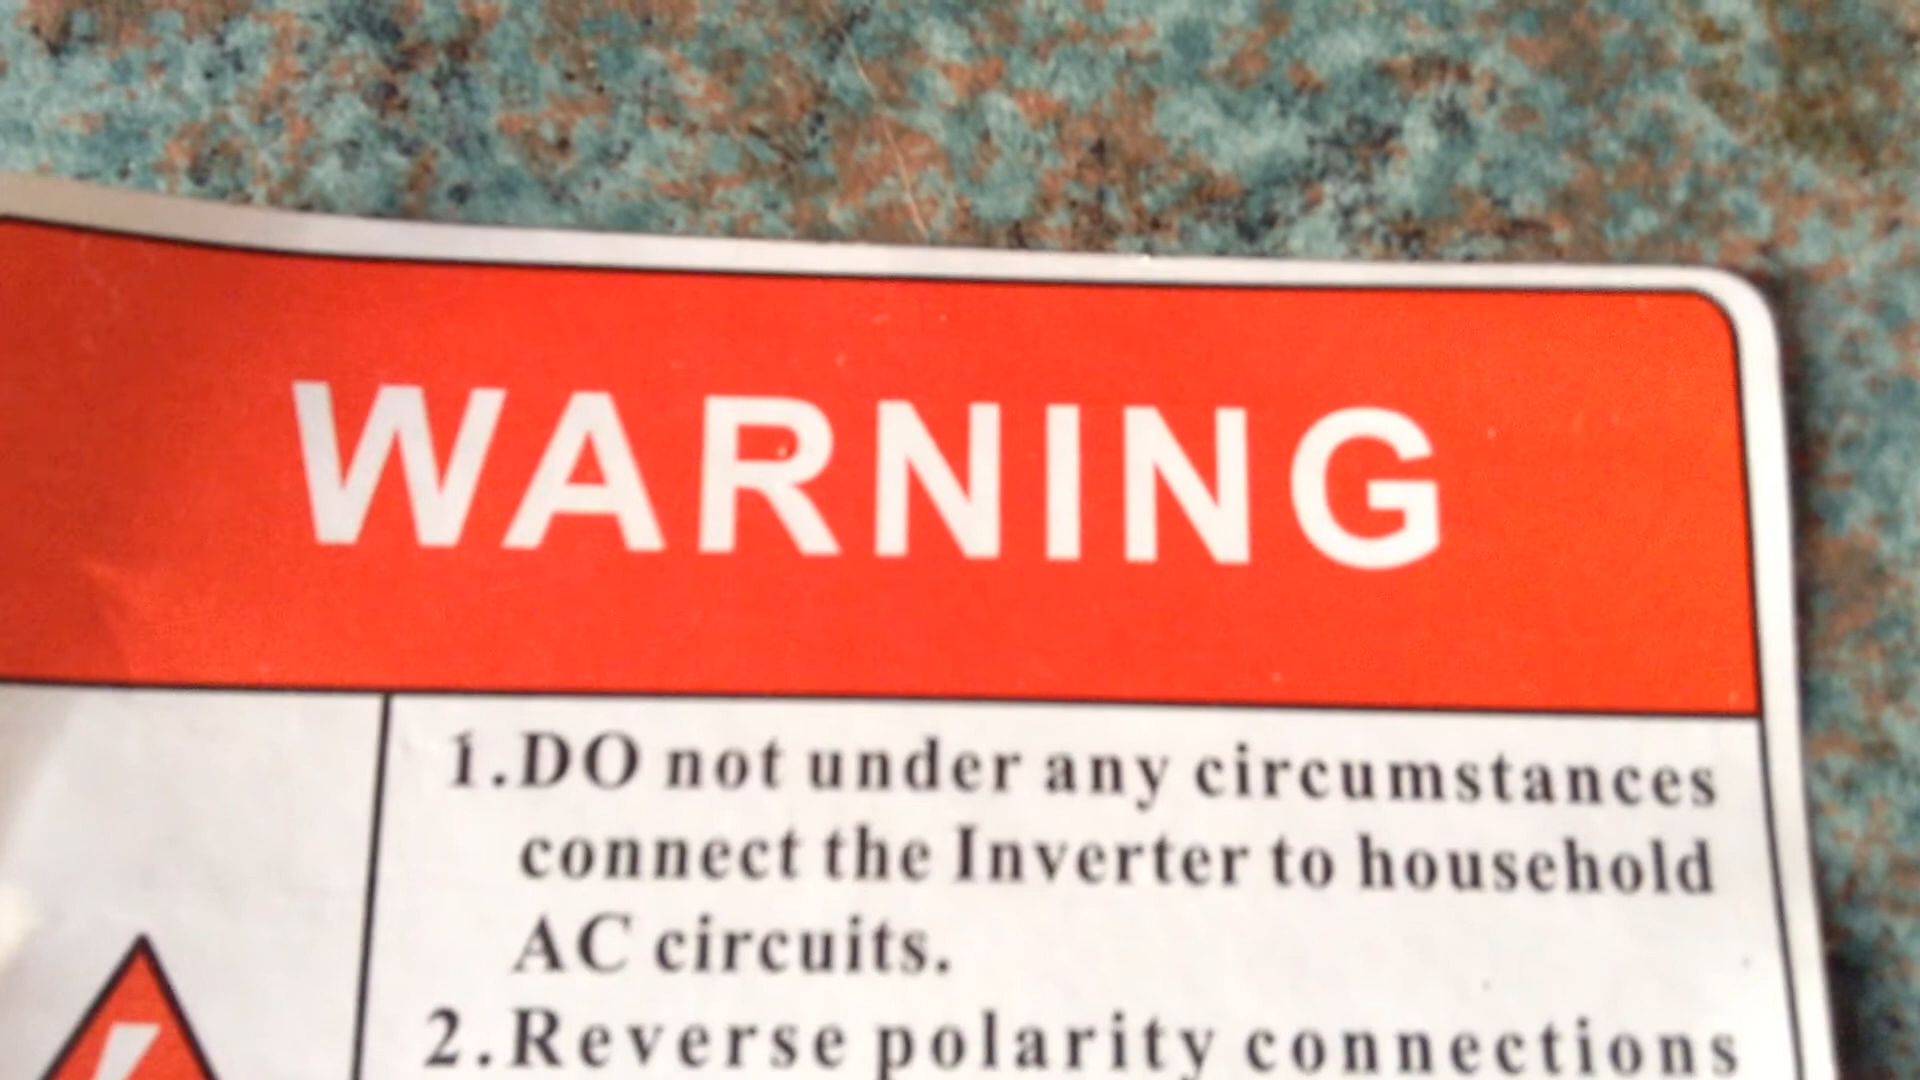 WARNING
1.DO not under any circumstances
connect the Inverter to household
AC circuits.
2.Reverse polarity connections